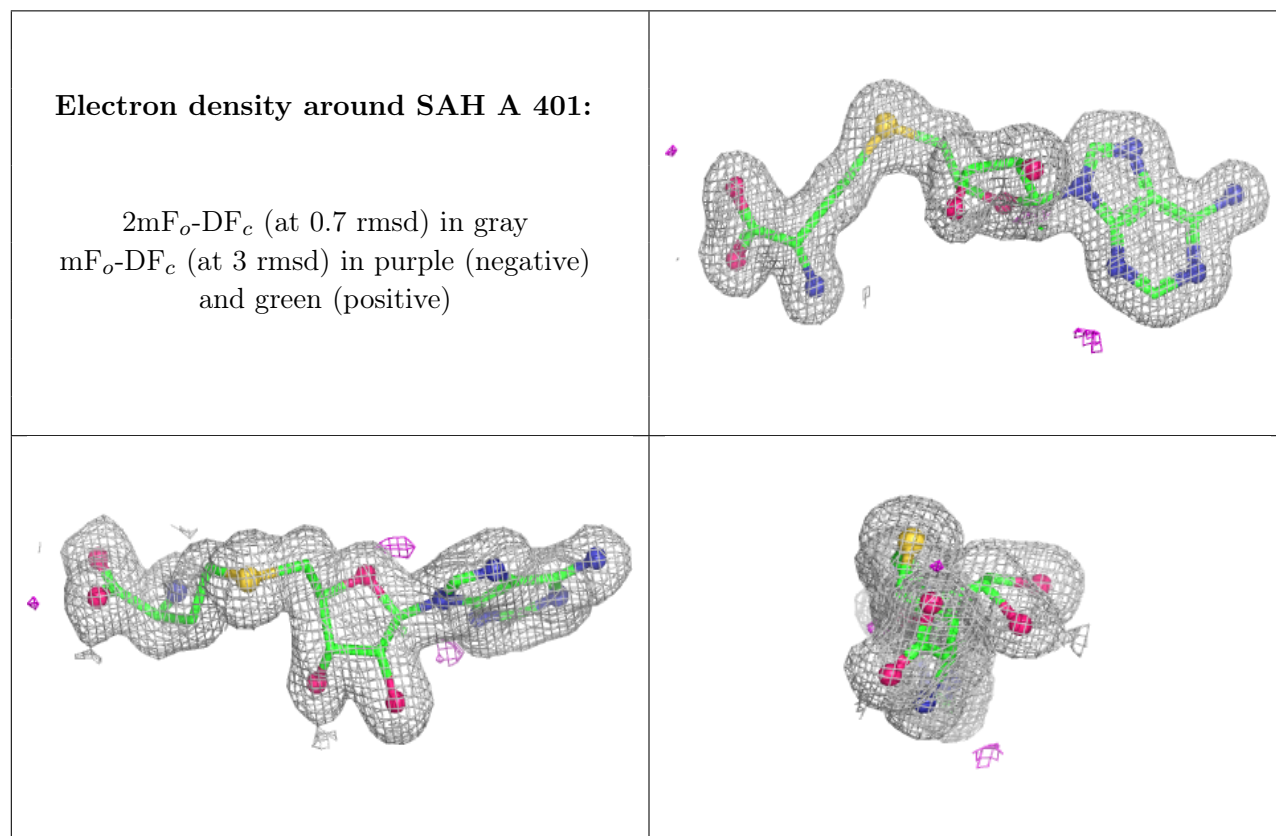 Electron density around SAH A 401:
2mFₒ-DF𝒸 (at 0.7 rmsd) in gray
mFₒ-DF𝒸 (at 3 rmsd) in purple (negative)
and green (positive)